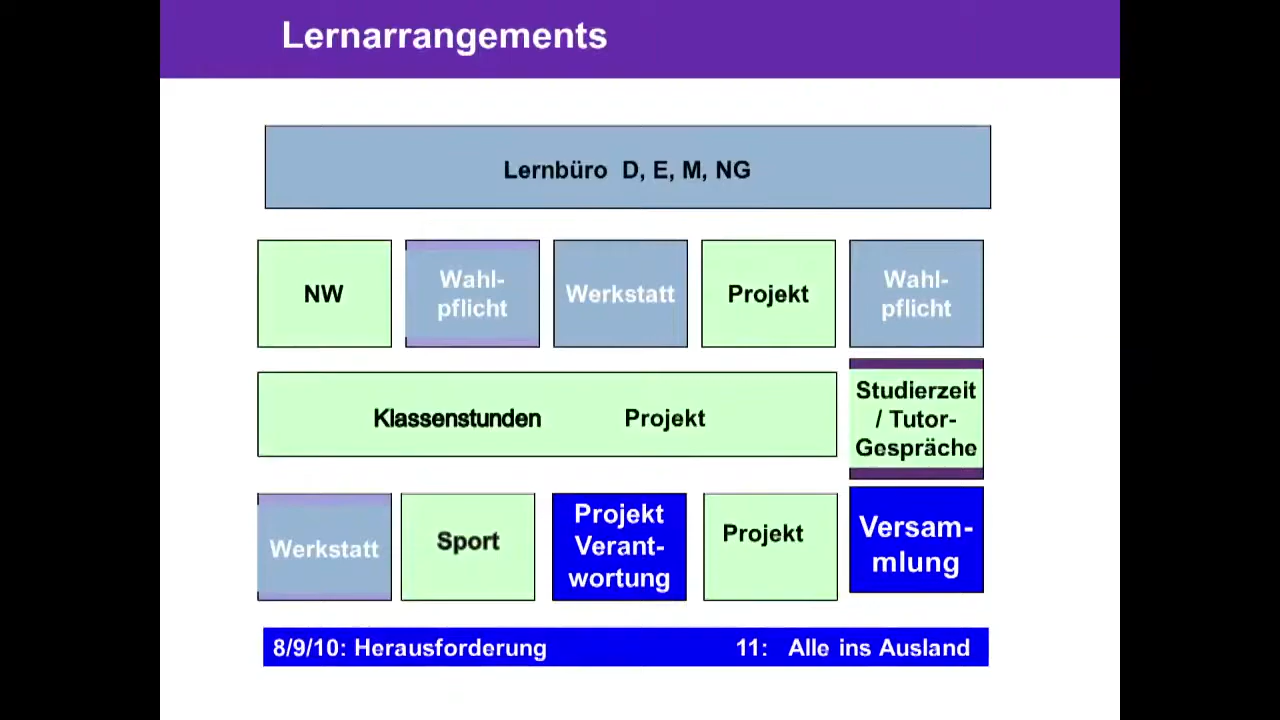 Lernarrangements
Lernbüro D, E, M, NG
NW
Wahl-
pflicht
Werkstatt
Projekt
Wahl-
pflicht
Klassenstunden Projekt
Studierzeit
/ Tutor-
Gespräche
Werkstatt
Sport
Projekt
Verant-
wortung
Projekt
Versam-
mlung
8/9/10: Herausforderung 11: Alle ins Ausland